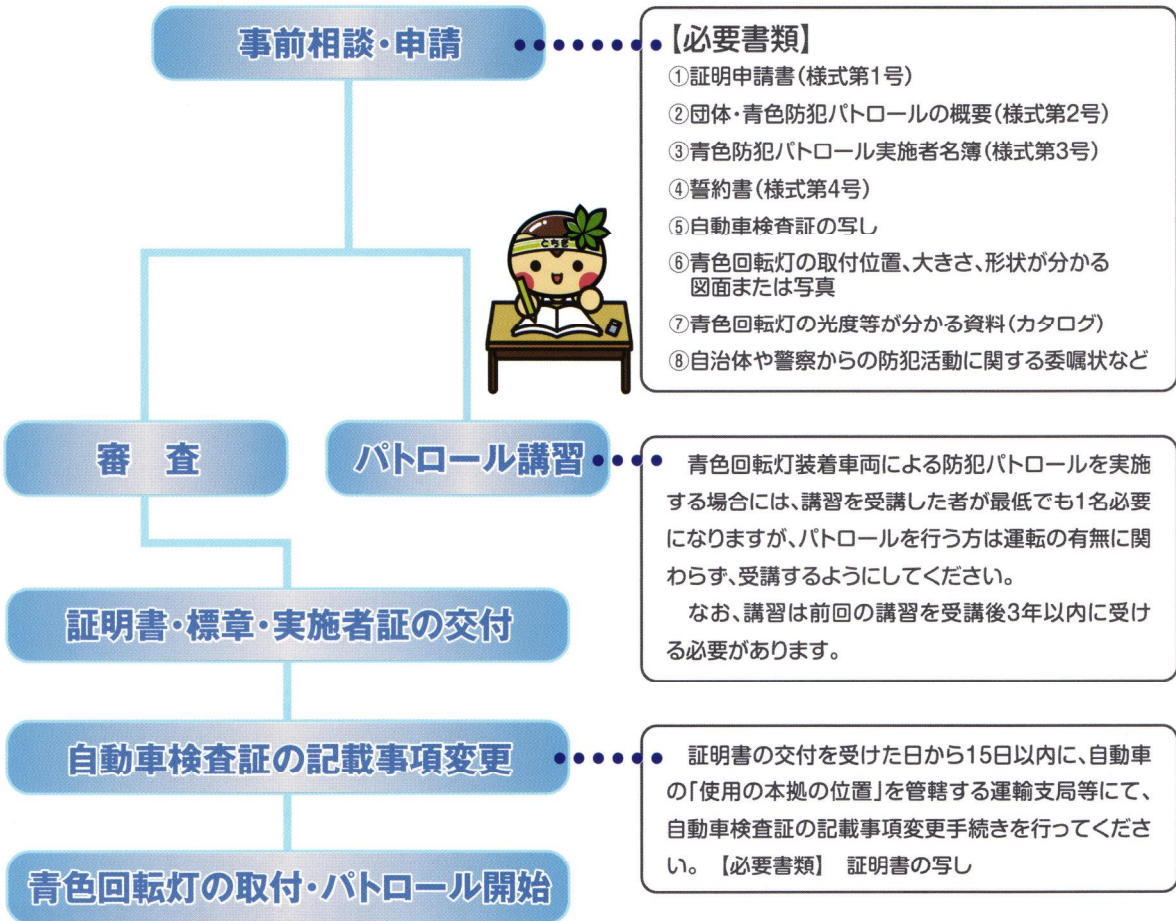 事前相談・申請
【必要書類】
①証明申請書(様式第1号)
②団体・青色防犯パトロールの概要(様式第2号)
③青色防犯パトロール実施者名簿(様式第3号)
④誓約書(様式第4号)
⑤自動車検査証の写し
⑥青色回転灯の取付位置、大きさ、形状が分かる
図面または写真
⑦青色回転灯の光度等が分かる資料(カタログ)
⑧自治体や警察からの防犯活動に関する委嘱状など
とちまる
審 査
パトロール講習
青色回転灯装着車両による防犯パトロールを実施
する場合には、講習を受講した者が最低でも1名必要
になりますが、パトロールを行う方は運転の有無に関
わらず、受講するようにしてください。
なお、講習は前回の講習を受講後3年以内に受け
る必要があります。
証明書・標章・実施者証の交付
自動車検査証の記載事項変更
証明書の交付を受けた日から15日以内に、自動車
の「使用の本拠の位置」を管轄する運輸支局等にて、
自動車検査証の記載事項変更手続きを行ってくださ
い。【必要書類】 証明書の写し
青色回転灯の取付・パトロール開始